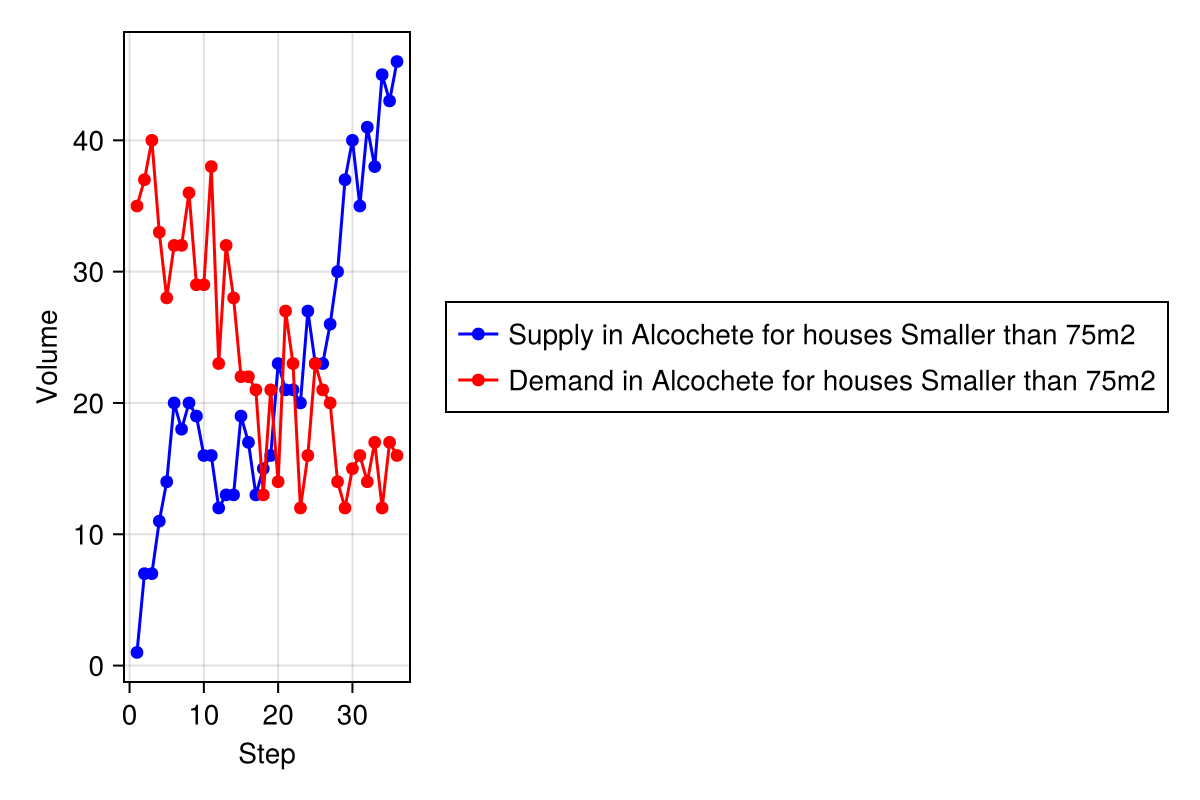 Volume
40
30
20
10
0
0 10 20 30
Step
Supply in Alcochete for houses Smaller than 75m2
Demand in Alcochete for houses Smaller than 75m2